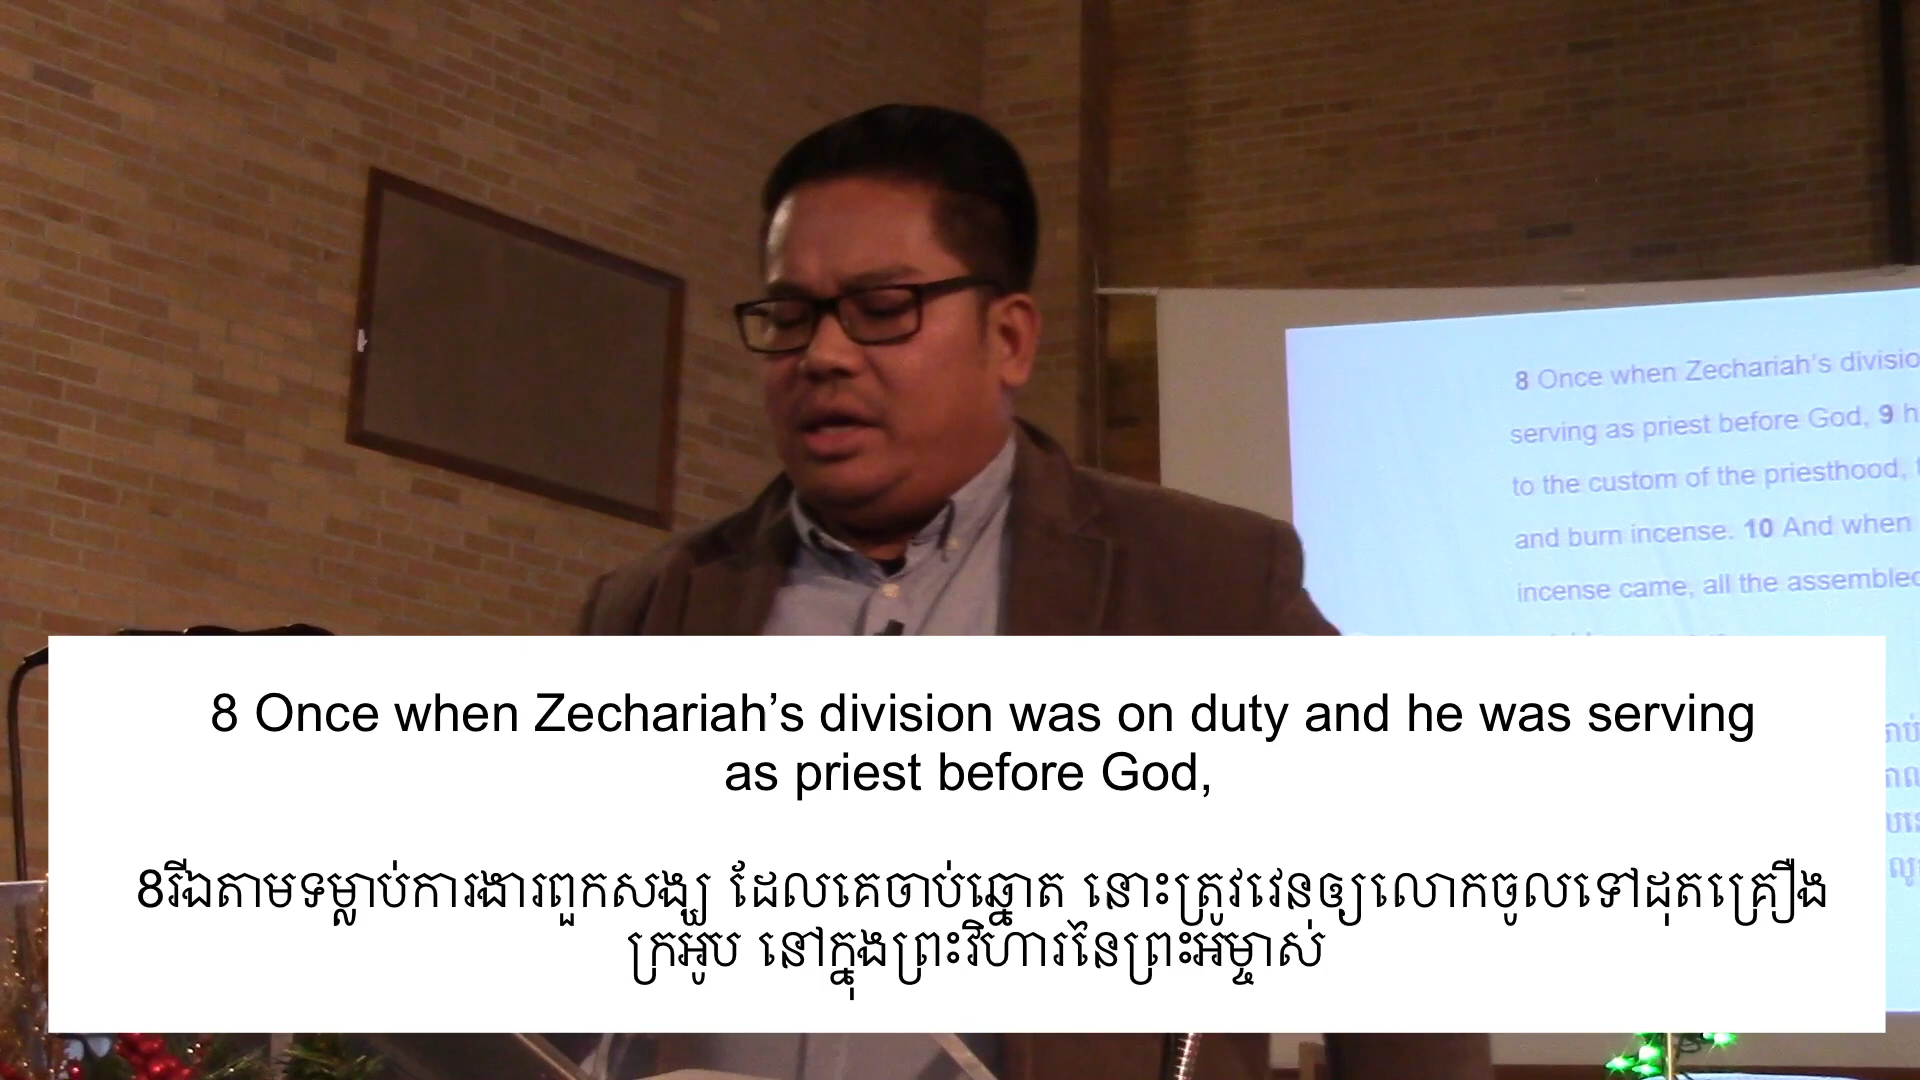 8 Once when Zechariah’s divisio
serving as priest before God, 9 h
to the custom of the priesthood,
and burn incense. 10 And when
incense came, all the assembled
8 Once when Zechariah’s division was on duty and he was serving
as priest before God,
8រីឯតាមទម្លាប់ការងារពួកសង្ឃ ដែលគេចាប់ឆ្នោត នោះត្រូវវេនឲ្យលោកចូលទៅដុតគ្រឿង
ក្រអូប នៅក្នុងព្រះវិហារនៃព្រះអម្ចាស់